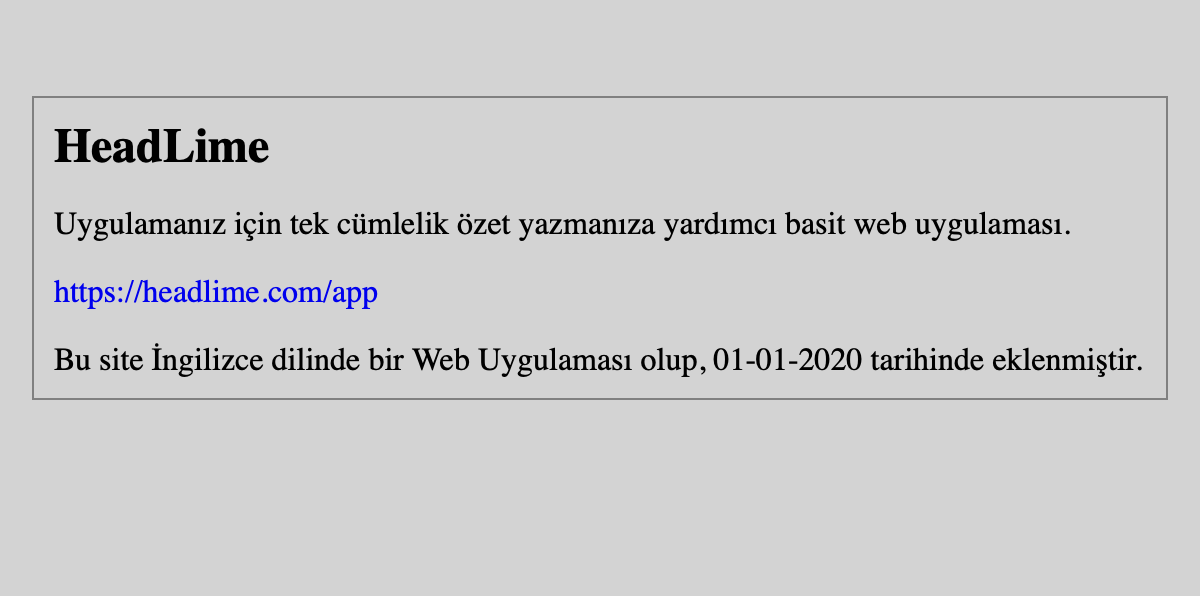 HeadLime
Uygulamanız için tek cümlelik özet yazmanıza yardımcı basit web uygulaması.
https://headlime.com/app
Bu site İngilizce dilinde bir Web Uygulaması olup, 01-01-2020 tarihinde eklenmiştir.